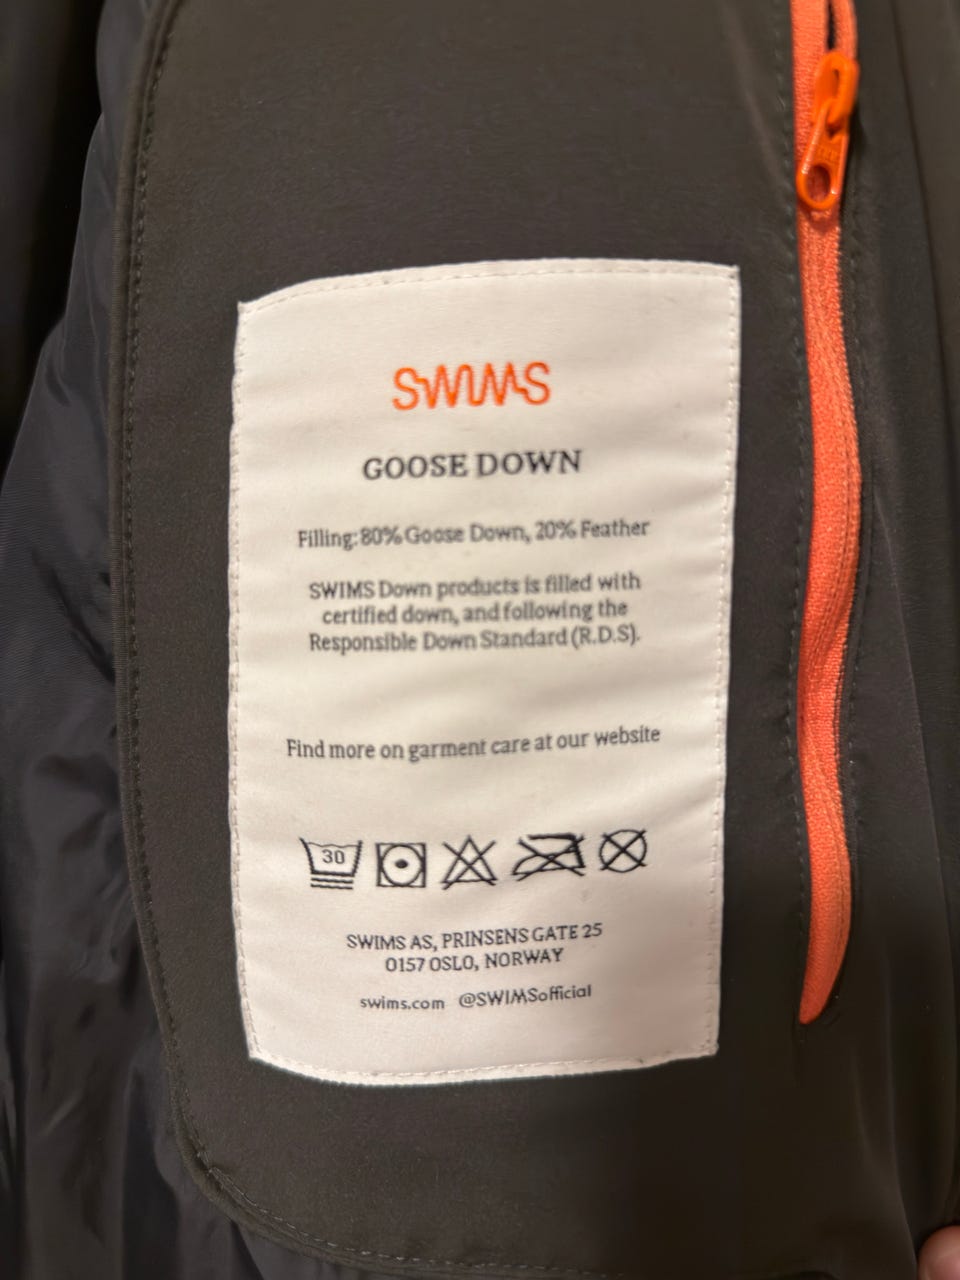 SWIMS
GOOSE DOWN
Filling: 80% Goose Down, 20% Feather
SWIMS Down products is filled with
certified down, and following the
Responsible Down Standard (R.D.S).
Find more on garment care at our website
30
SWIMS AS, PRINSENS GATE 25
0157 OSLO, NORWAY
swims.com @SWIMSofficial